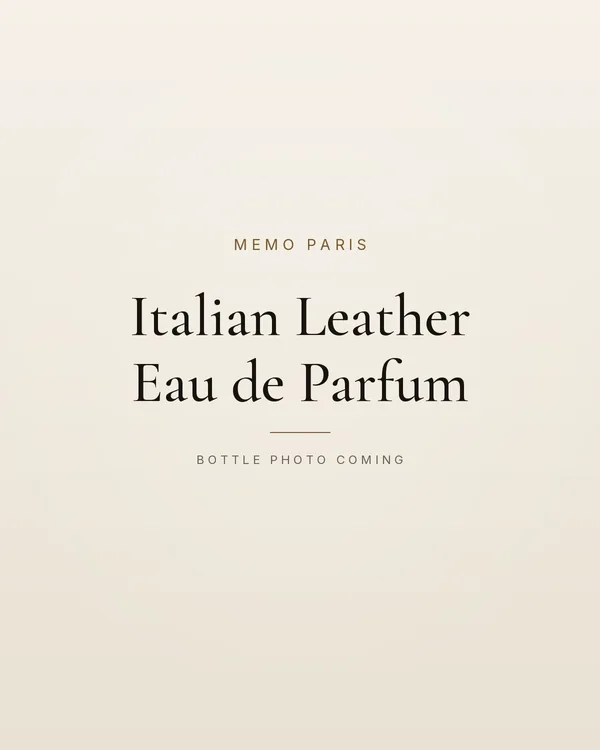 MEMO PARIS
Italian Leather
Eau de Parfum
BOTTLE PHOTO COMING